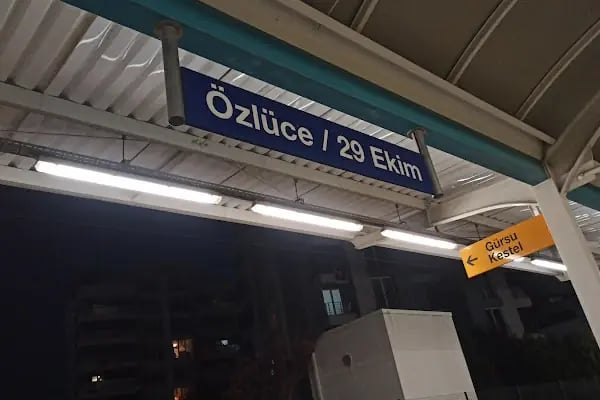 Özlüce / 29 Ekim
Gürsu
Kestel